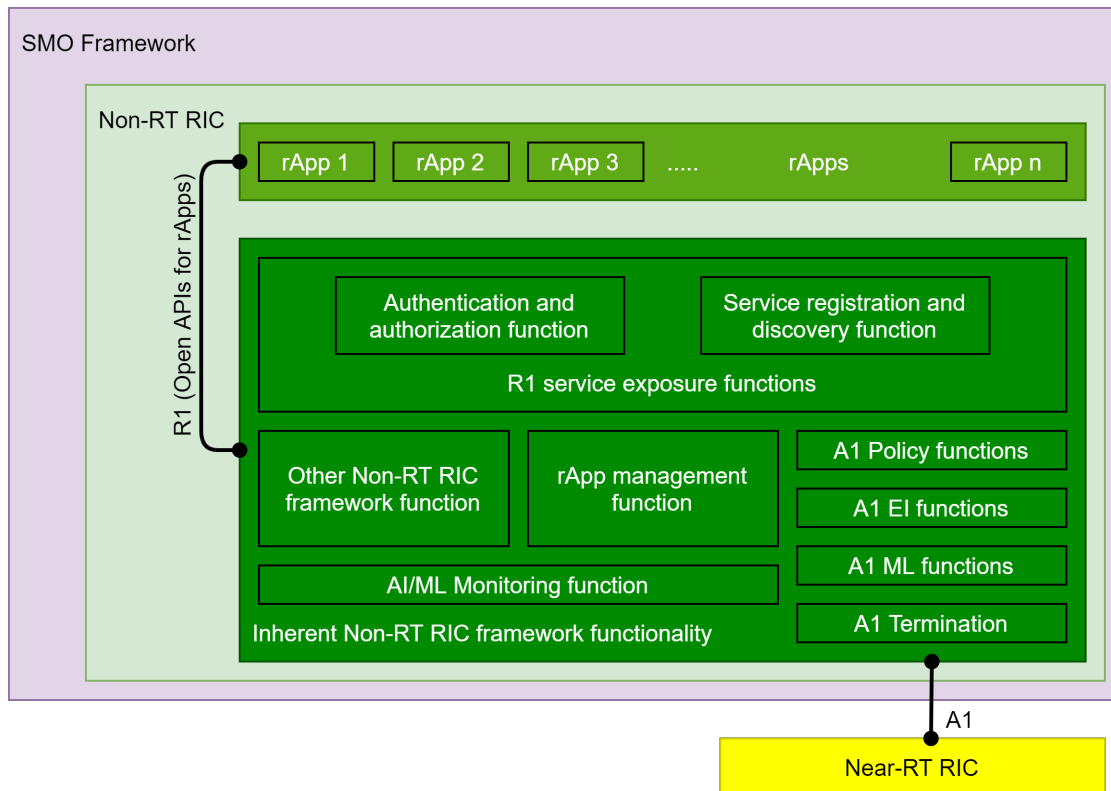 SMO Framework
Non-RT RIC
rApp 1
rApp 2
rApp 3
.....
rApps
rApp n
R1 (Open APIs for rApps)
Authentication and
authorization function
Service registration and
discovery function
R1 service exposure functions
Other Non-RT RIC
framework function
rApp management
function
A1 Policy functions
A1 EI functions
A1 ML functions
AI/ML Monitoring function
A1 Termination
Inherent Non-RT RIC framework functionality
A1
Near-RT RIC